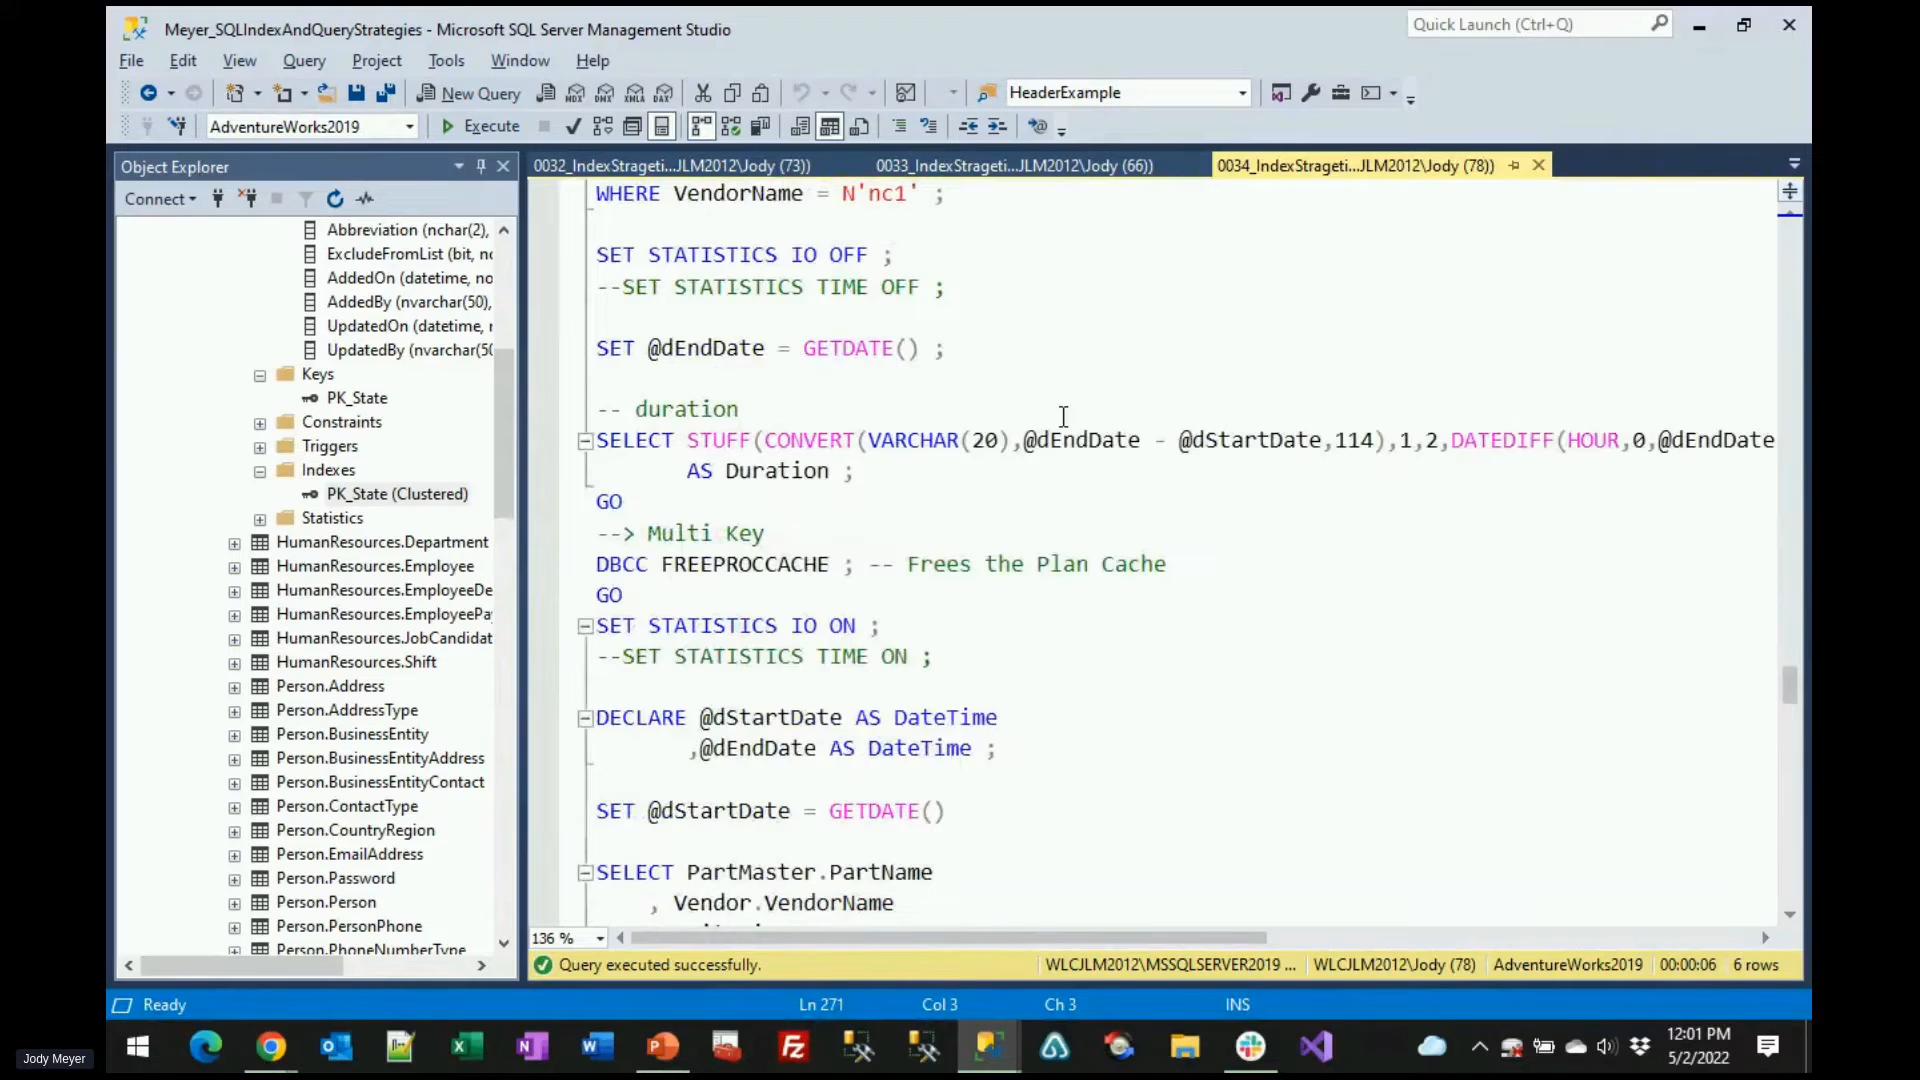 Meyer_SQLIndexAndQueryStrategies - Microsoft SQL Server Management Studio
Quick Launch (Ctrl+Q)
File Edit View Query Project Tools Window Help
New Query
MDX DMX XMLA DAX
HeaderExample
AdventureWorks2019
Execute
Object Explorer
Connect
0032_IndexStrageti...JLM2012\Jody (73))
0033_IndexStrageti...JLM2012\Jody (66))
0034_IndexStrageti...JLM2012\Jody (78))
Abbreviation (nchar(2),
ExcludeFromList (bit, no
AddedOn (datetime, no
AddedBy (nvarchar(50),
UpdatedOn (datetime, r
UpdatedBy (nvarchar(50
Keys
PK_State
Constraints
Triggers
Indexes
PK_State (Clustered)
Statistics
HumanResources.Department
HumanResources.Employee
HumanResources.EmployeeDe
HumanResources.EmployeePay
HumanResources.JobCandidat
HumanResources.Shift
Person.Address
Person.AddressType
Person.BusinessEntity
Person.BusinessEntityAddress
Person.BusinessEntityContact
Person.ContactType
Person.CountryRegion
Person.EmailAddress
Person.Password
Person.Person
Person.PersonPhone
Person.PhoneNumberType
WHERE VendorName = N'nc1' ;
SET STATISTICS IO OFF ;
--SET STATISTICS TIME OFF ;
SET @dEndDate = GETDATE() ;
-- duration
SELECT STUFF(CONVERT(VARCHAR(20),@dEndDate - @dStartDate,114),1,2,DATEDIFF(HOUR,0,@dEndDate
AS Duration ;
GO
--> Multi Key
DBCC FREEPROCCACHE ; -- Frees the Plan Cache
GO
SET STATISTICS IO ON ;
--SET STATISTICS TIME ON ;
DECLARE @dStartDate AS DateTime
,@dEndDate AS DateTime ;
SET @dStartDate = GETDATE()
SELECT PartMaster.PartName
, Vendor.VendorName
136 %
Query executed successfully.
WLCJLM2012\MSSQLSERVER2019 ...
WLCJLM2012\Jody (78)
AdventureWorks2019
00:00:06
6 rows
Ready
Ln 271
Col 3
Ch 3
INS
Jody Meyer
12:01 PM
5/2/2022